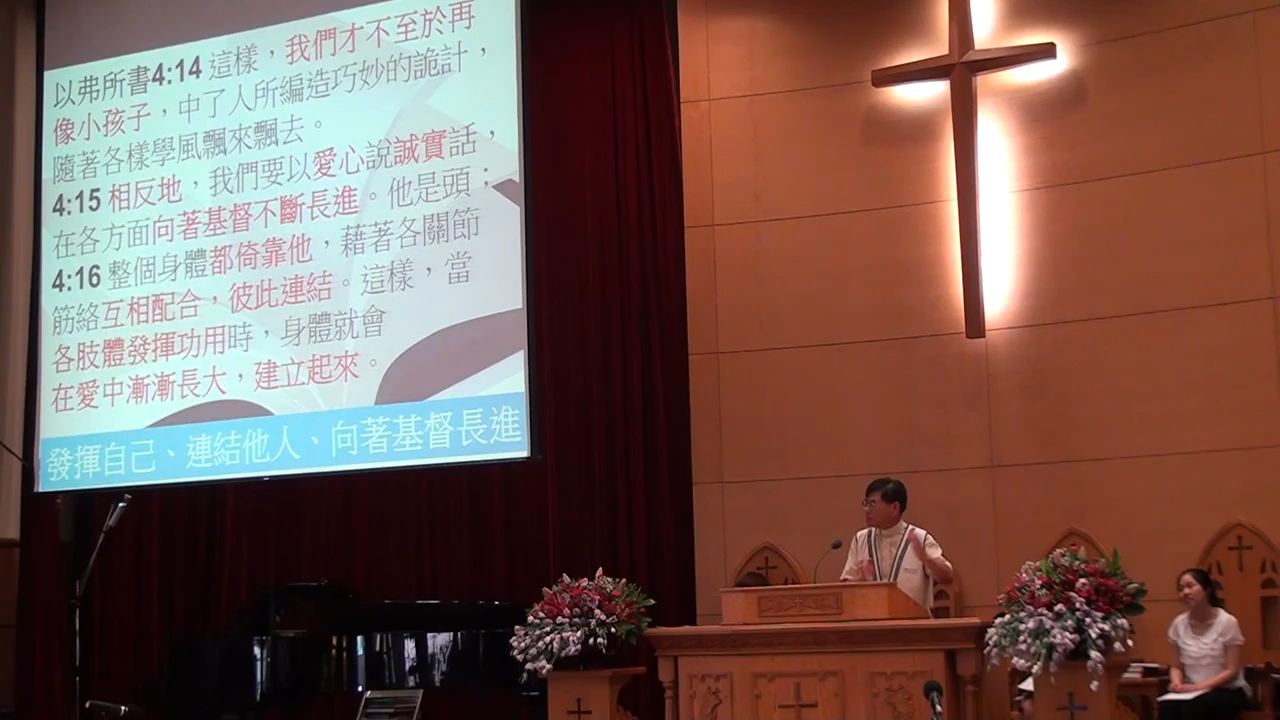 以弗所書4:14 這樣，我們才不至於再
像小孩子，中了人所編造巧妙的詭計，
隨著各樣學風飄來飄去。
4:15 相反地，我們要以愛心說誠實話，
在各方面向著基督不斷長進。他是頭；
4:16 整個身體都倚靠他，藉著各關節
筋絡互相配合，彼此連結。這樣，當
各肢體發揮功用時，身體就會
在愛中漸漸長大，建立起來。
發揮自己、連結他人、向著基督長進